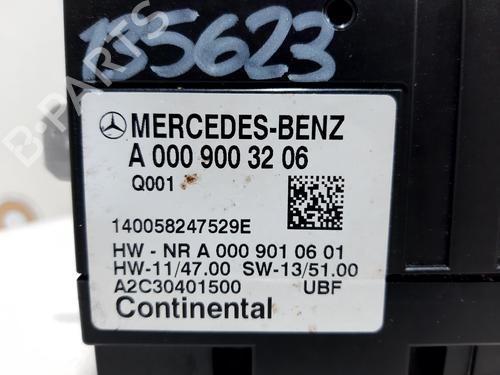 135623
MERCEDES-BENZ
A 000 900 32 06
Q001
140058247529E
HW - NR A 000 901 06 01
HW-11/47.00 SW-13/51.00
A2C30401500 UBF
Continental
B-PARTS